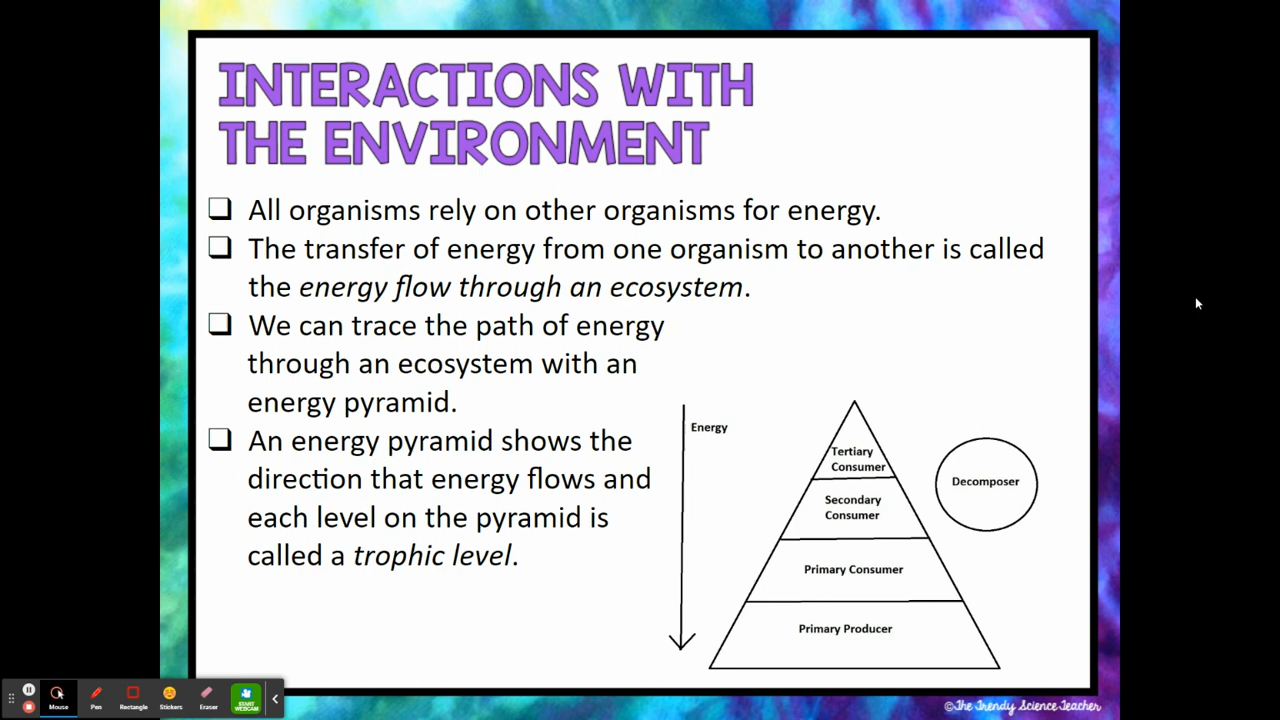 INTERACTIONS WITH
THE ENVIRONMENT
All organisms rely on other organisms for energy.
The transfer of energy from one organism to another is called
the energy flow through an ecosystem.
We can trace the path of energy
through an ecosystem with an
energy pyramid.
An energy pyramid shows the
direction that energy flows and
each level on the pyramid is
called a trophic level.
Energy
Tertiary
Consumer
Secondary
Consumer
Primary Consumer
Primary Producer
Decomposer
Mouse
Pen
Rectangle
Stickers
Eraser
START
WEBCAM
©The Trendy Science Teacher